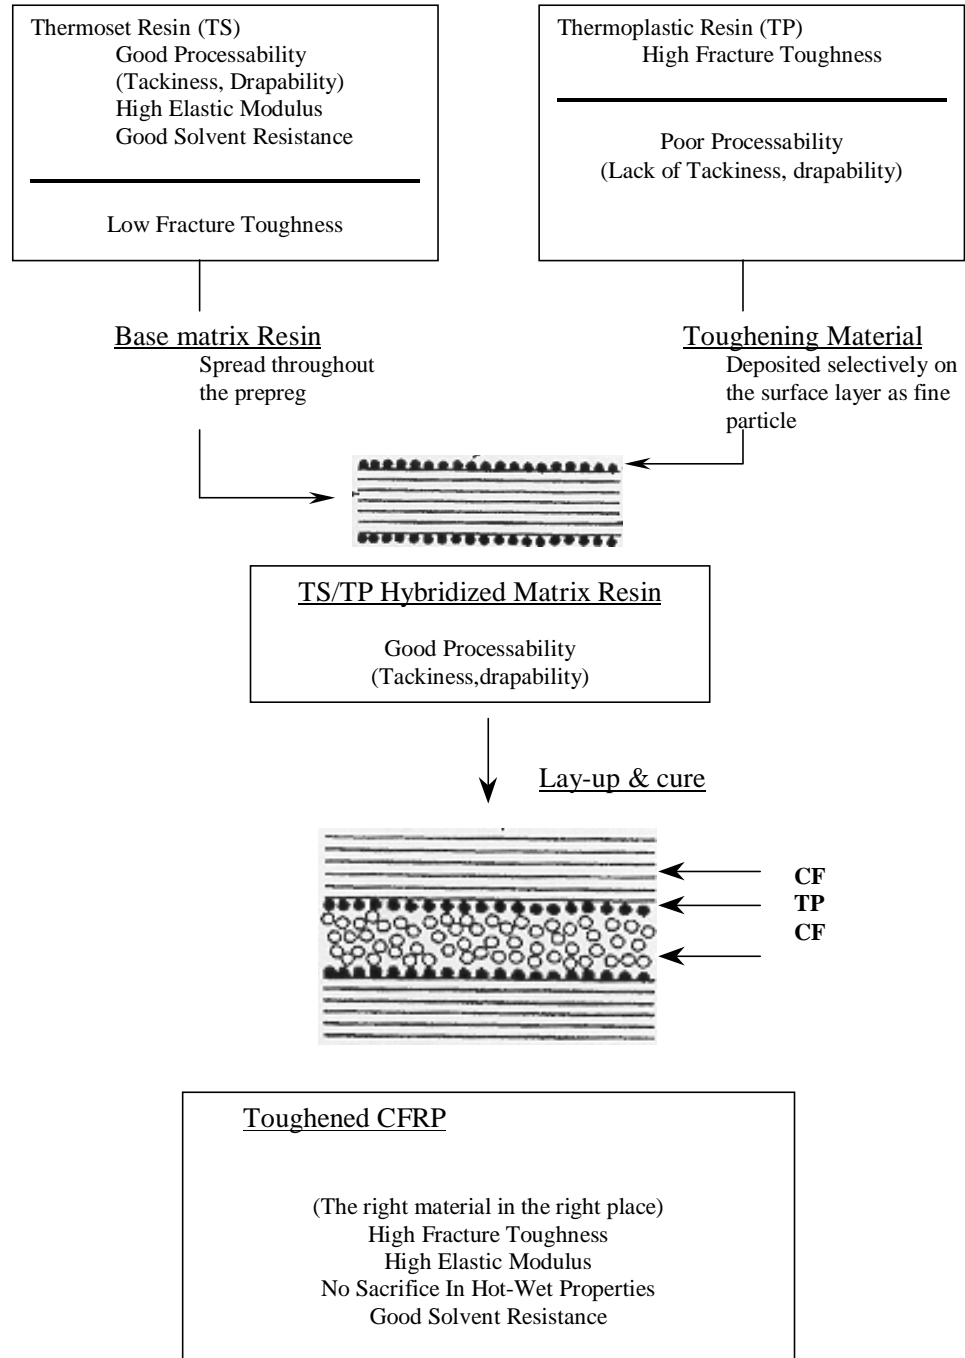 Thermoset Resin (TS)
Good Processability
(Tackiness, Drapability)
High Elastic Modulus
Good Solvent Resistance
Low Fracture Toughness
Thermoplastic Resin (TP)
High Fracture Toughness
Poor Processability
(Lack of Tackiness, drapability)
Base matrix Resin
Spread throughout
the prepreg
Toughening Material
Deposited selectively on
the surface layer as fine
particle
TS/TP Hybridized Matrix Resin
Good Processability
(Tackiness,drapability)
Lay-up & cure
CF
TP
CF
Toughened CFRP
(The right material in the right place)
High Fracture Toughness
High Elastic Modulus
No Sacrifice In Hot-Wet Properties
Good Solvent Resistance